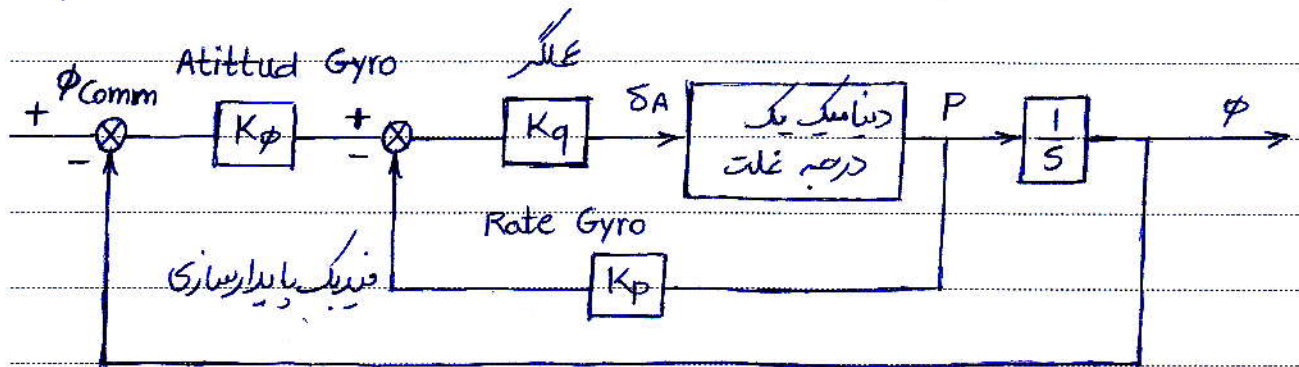 Atittud Gyro
عملگر
+
ϕComm
−
Kϕ
+
−
Kq
δA
دینامیک یک
درجه غلت
P
1/S
ϕ
Rate Gyro
فیدبک پایدارسازی
Kp